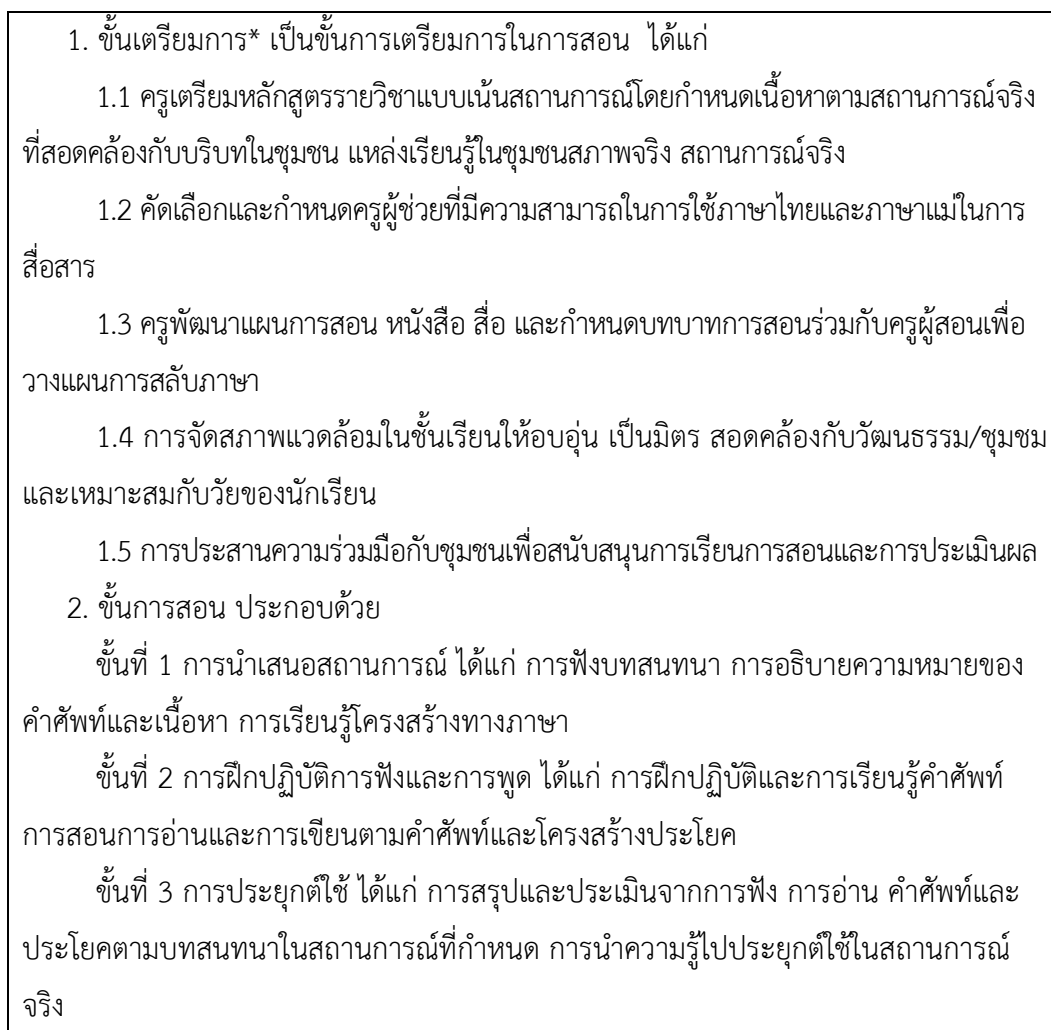 1. ขั้นเตรียมการ* เป็นขั้นการเตรียมการในการสอน ได้แก่
1.1 ครูเตรียมหลักสูตรรายวิชาแบบเน้นสถานการณ์โดยกำหนดเนื้อหาตามสถานการณ์จริง
ที่สอดคล้องกับบริบทในชุมชน แหล่งเรียนรู้ในชุมชนสภาพจริง สถานการณ์จริง
1.2 คัดเลือกและกำหนดครูผู้ช่วยที่มีความสามารถในการใช้ภาษาไทยและภาษาแม่ในการ
สื่อสาร
1.3 ครูพัฒนาแผนการสอน หนังสือ สื่อ และกำหนดบทบาทการสอนร่วมกับครูผู้สอนเพื่อ
วางแผนการสลับภาษา
1.4 การจัดสภาพแวดล้อมในชั้นเรียนให้อบอุ่น เป็นมิตร สอดคล้องกับวัฒนธรรม/ชุมชม
และเหมาะสมกับวัยของนักเรียน
1.5 การประสานความร่วมมือกับชุมชนเพื่อสนับสนุนการเรียนการสอนและการประเมินผล
2. ขั้นการสอน ประกอบด้วย
ขั้นที่ 1 การนำเสนอสถานการณ์ ได้แก่ การฟังบทสนทนา การอธิบายความหมายของ
คำศัพท์และเนื้อหา การเรียนรู้โครงสร้างทางภาษา
ขั้นที่ 2 การฝึกปฏิบัติการฟังและการพูด ได้แก่ การฝึกปฏิบัติและการเรียนรู้คำศัพท์
การสอนการอ่านและการเขียนตามคำศัพท์และโครงสร้างประโยค
ขั้นที่ 3 การประยุกต์ใช้ ได้แก่ การสรุปและประเมินจากการฟัง การอ่าน คำศัพท์และ
ประโยคตามบทสนทนาในสถานการณ์ที่กำหนด การนำความรู้ไปประยุกต์ใช้ในสถานการณ์
จริง